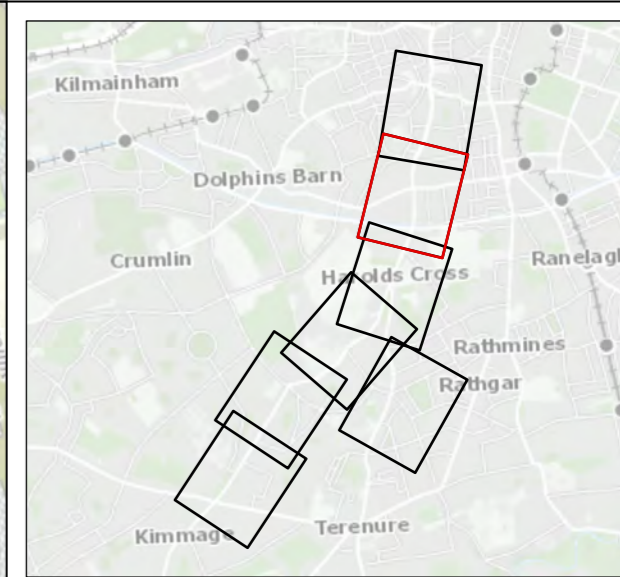 Kilmainham
Dolphins Barn
Crumlin
Ranelagh
Harolds Cross
Rathmines
Rathgar
Terenure
Kimmage